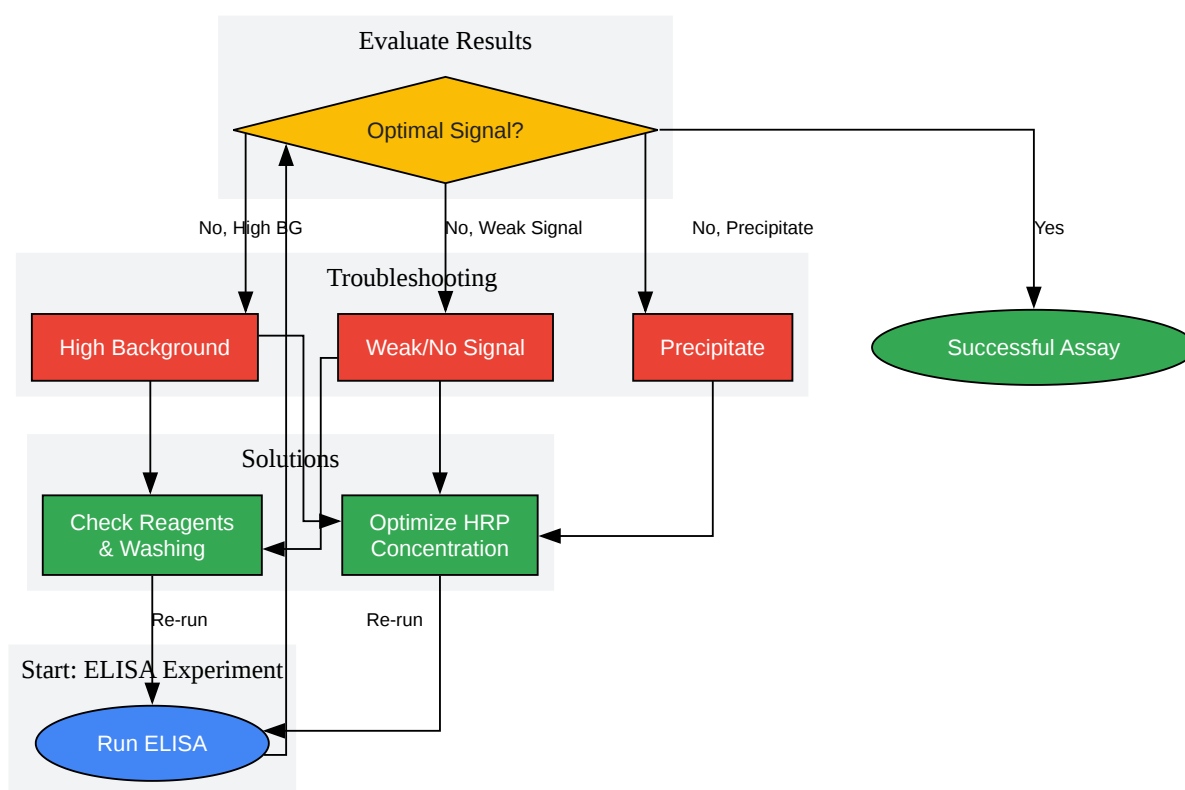 Evaluate Results
Optimal Signal?
No, High BG
No, Weak Signal
No, Precipitate
Yes
Troubleshooting
High Background
Weak/No Signal
Precipitate
Successful Assay
Solutions
Check Reagents
& Washing
Optimize HRP
Concentration
Re-run
Re-run
Start: ELISA Experiment
Run ELISA